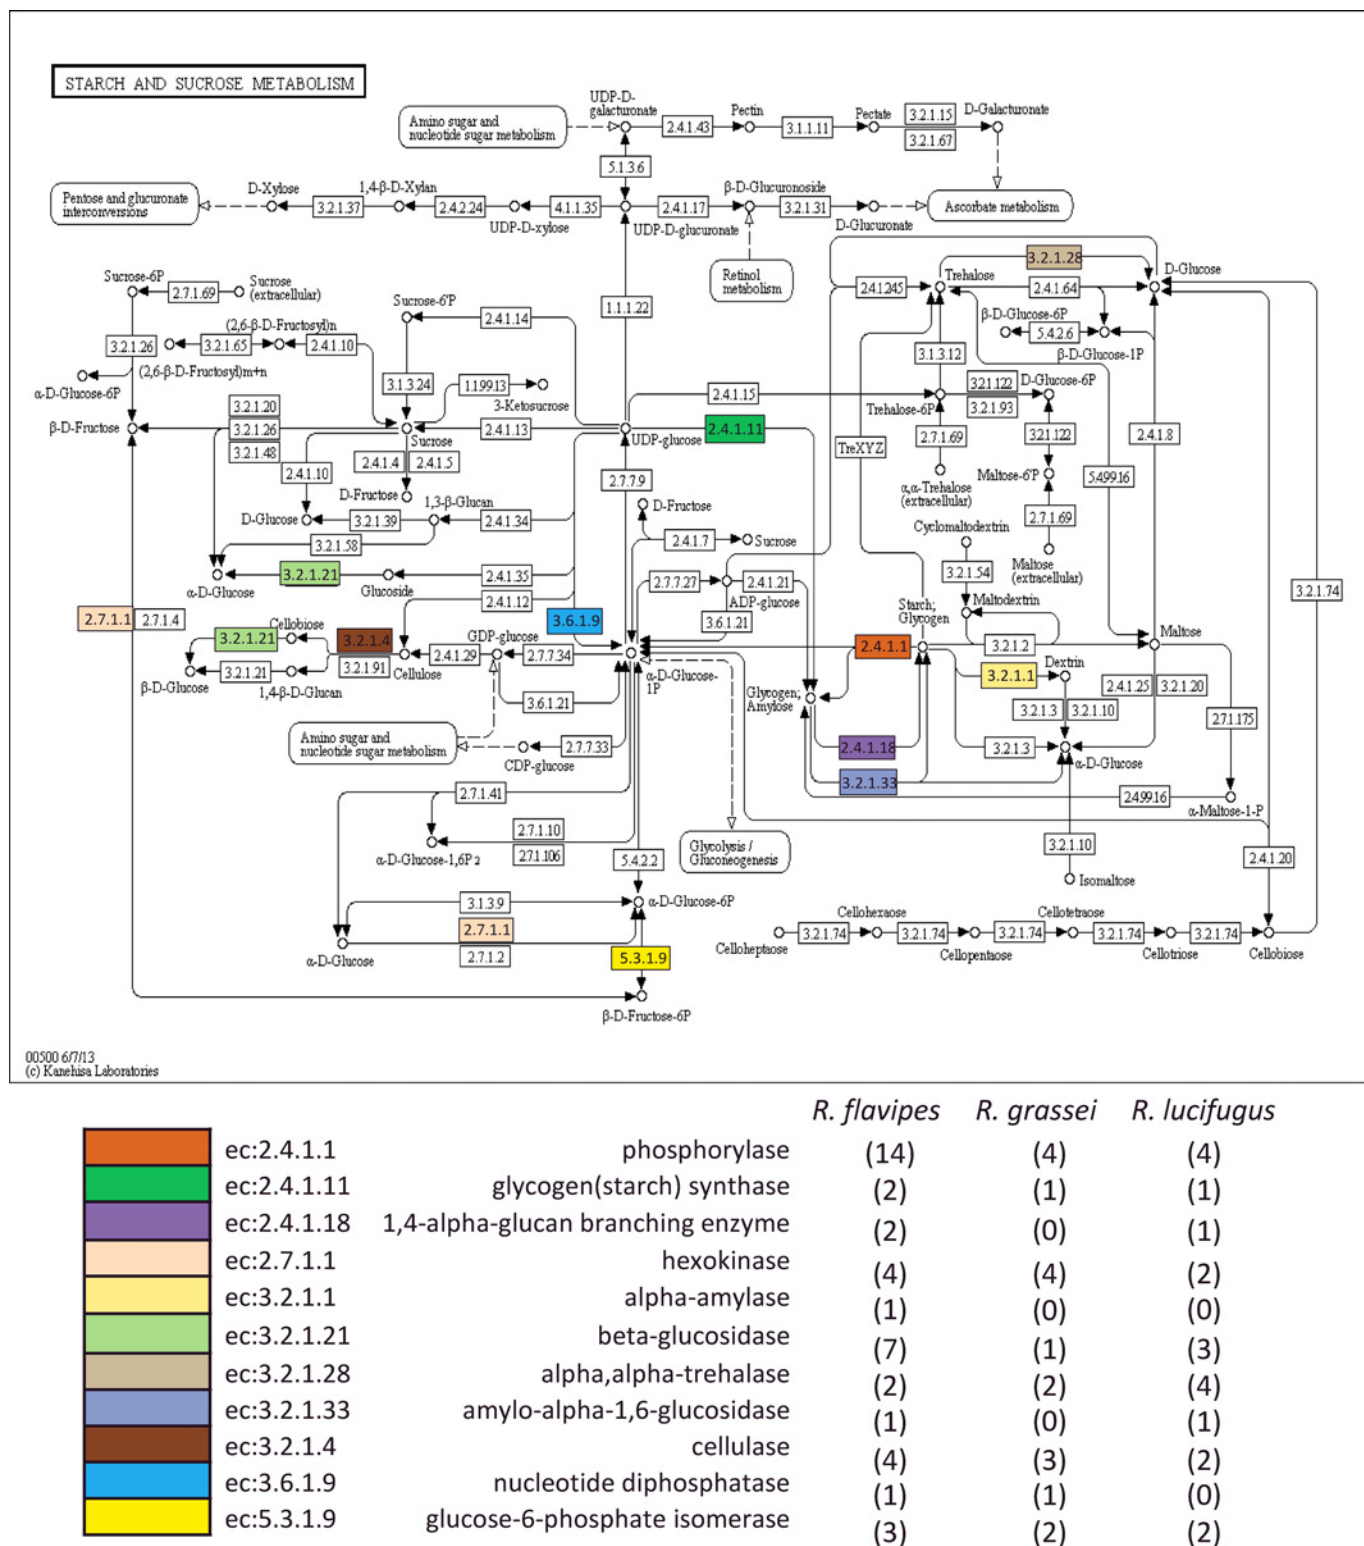 STARCH AND SUCROSE METABOLISM
Amino sugar and
nucleotide sugar metabolism
UDP-D-
galacturonate
2.4.1.43
Pectin
3.1.1.11
Pectate
3.2.1.15
3.2.1.67
D-Galacturonate
5.1.3.6
Pentose and glucuronate
interconversions
D-Xylose
3.2.1.37
1,4-β-D-Xylan
2.4.2.24
UDP-D-xylose
4.1.1.35
UDP-D-glucuronate
2.4.1.17
β-D-Glucuronoside
3.2.1.31
D-Glucuronate
Ascorbate metabolism
Retinol
metabolism
1.1.1.22
Sucrose-6P
2.7.1.69
Sucrose
(extracellular)
3.2.1.26
(2,6-β-D-Fructosyl)n
3.2.1.65
2.4.1.10
(2,6-β-D-Fructosyl)m+n
α-D-Glucose-6P
Sucrose-6'P
2.4.1.14
3.1.3.24
1.1.99.13
3-Ketosucrose
β-D-Fructose
3.2.1.20
3.2.1.26
3.2.1.48
Sucrose
2.4.1.13
UDP-glucose
2.4.1.11
2.4.1.15
2.4.1.10
2.4.1.4
2.4.1.5
D-Fructose
D-Glucose
3.2.1.39
1,3-β-Glucan
2.4.1.34
3.2.1.58
α-D-Glucose
3.2.1.21
Glucoside
2.4.1.35
2.4.1.12
2.7.7.9
D-Fructose
2.4.1.7
Sucrose
2.7.7.27
ADP-glucose
2.4.1.21
3.6.1.21
3.6.1.9
2.4.1.245
Trehalose
3.2.1.28
2.4.1.64
D-Glucose
β-D-Glucose-6P
5.4.2.6
β-D-Glucose-1P
3.1.3.12
Trehalose-6P
3.2.1.122
3.2.1.93
D-Glucose-6P
2.7.1.69
α,α-Trehalose
(extracellular)
3.2.1.122
Maltose-6'P
2.7.1.69
Maltose
(extracellular)
TreXYZ
2.4.1.8
5.4.99.16
3.2.1.74
Cyclomaltodextrin
3.2.1.54
Maltodextrin
3.2.1.2
Starch;
Glycogen
Maltose
2.7.1.1
2.7.1.4
3.2.1.21
Cellobiose
3.2.1.4
3.2.1.91
β-D-Glucose
3.2.1.21
1,4-β-D-Glucan
Cellulose
2.4.1.29
GDP-glucose
2.7.7.34
α-D-Glucose-
1P
3.6.1.21
Amino sugar and
nucleotide sugar metabolism
CDP-glucose
2.7.7.33
2.4.1.1
Glycogen;
Amylose
3.2.1.1
Dextrin
3.2.1.3
3.2.1.10
2.4.1.25
3.2.1.20
2.7.1.175
2.4.1.18
3.2.1.3
α-D-Glucose
3.2.1.33
2.4.99.16
α-Maltose-1-P
2.7.1.41
α-D-Glucose-1,6P2
2.7.1.10
2.7.1.106
5.4.2.2
Glycolysis /
Gluconeogenesis
3.2.1.10
Isomaltose
2.4.1.20
3.1.3.9
α-D-Glucose-6P
2.7.1.1
2.7.1.2
α-D-Glucose
5.3.1.9
β-D-Fructose-6P
Celloheptaose
3.2.1.74
Cellohexaose
3.2.1.74
Cellopentaose
3.2.1.74
Cellotetraose
3.2.1.74
Cellotriose
3.2.1.74
Cellobiose
00500 6/7/13
(c) Kanehisa Laboratories
R. flavipes R. grassei R. lucifugus
ec:2.4.1.1 phosphorylase (14) (4) (4)
ec:2.4.1.11 glycogen(starch) synthase (2) (1) (1)
ec:2.4.1.18 1,4-alpha-glucan branching enzyme (2) (0) (1)
ec:2.7.1.1 hexokinase (4) (4) (2)
ec:3.2.1.1 alpha-amylase (1) (0) (0)
ec:3.2.1.21 beta-glucosidase (7) (1) (3)
ec:3.2.1.28 alpha,alpha-trehalase (2) (2) (4)
ec:3.2.1.33 amylo-alpha-1,6-glucosidase (1) (0) (1)
ec:3.2.1.4 cellulase (4) (3) (2)
ec:3.6.1.9 nucleotide diphosphatase (1) (1) (0)
ec:5.3.1.9 glucose-6-phosphate isomerase (3) (2) (2)